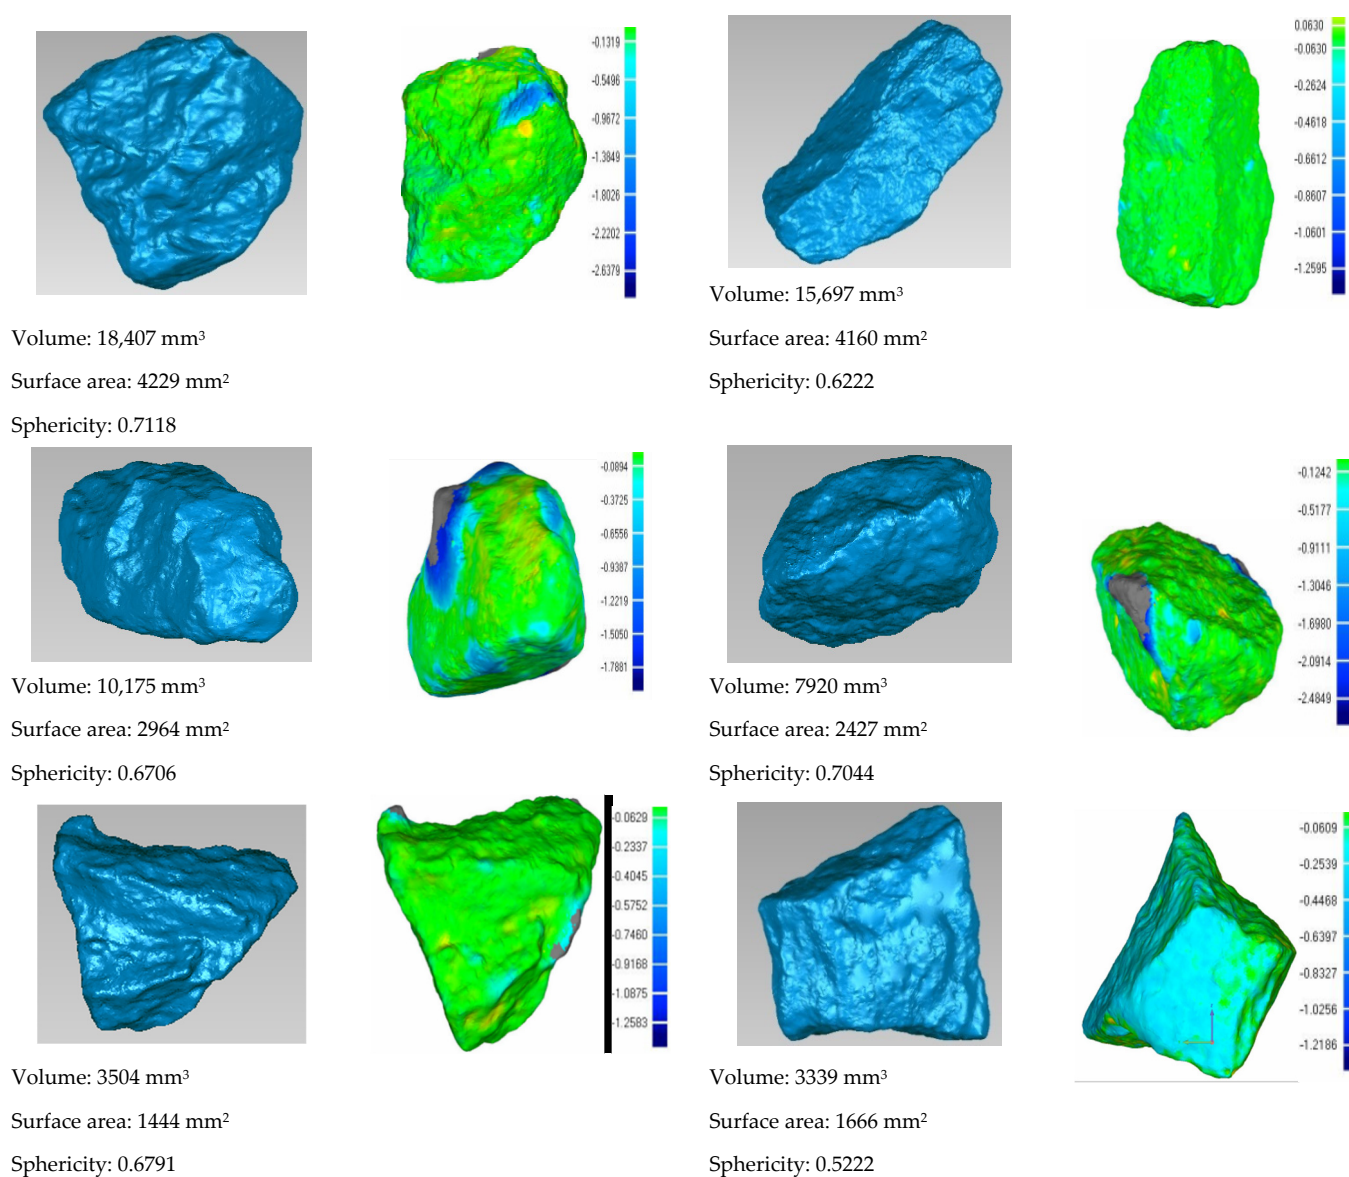 -0.1319
-0.5496
-0.9672
-1.3849
-1.8026
-2.2202
-2.6379
Volume: 18,407 mm³
Surface area: 4229 mm²
Sphericity: 0.7118
0.0630
-0.0630
-0.2624
-0.4618
-0.6612
-0.8607
-1.0601
-1.2595
Volume: 15,697 mm³
Surface area: 4160 mm²
Sphericity: 0.6222
-0.0894
-0.3725
-0.6556
-0.9387
-1.2219
-1.5050
-1.7881
Volume: 10,175 mm³
Surface area: 2964 mm²
Sphericity: 0.6706
-0.1242
-0.5177
-0.9111
-1.3046
-1.6980
-2.0914
-2.4849
Volume: 7920 mm³
Surface area: 2427 mm²
Sphericity: 0.7044
-0.0629
-0.2337
-0.4045
-0.5752
-0.7460
-0.9168
-1.0875
-1.2583
Volume: 3504 mm³
Surface area: 1444 mm²
Sphericity: 0.6791
-0.0609
-0.2539
-0.4468
-0.6397
-0.8327
-1.0256
-1.2186
Volume: 3339 mm³
Surface area: 1666 mm²
Sphericity: 0.5222